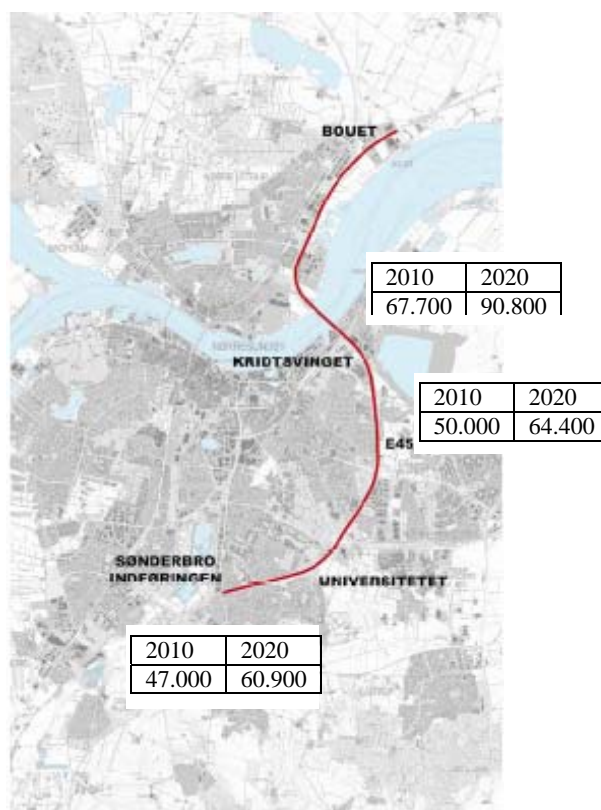 BOUET
2010 2020
67.700 90.800
KRIDTSVINGET
2010 2020
50.000 64.400
E45
SØNDERBRO
INDFØRINGEN
UNIVERSITETET
2010 2020
47.000 60.900